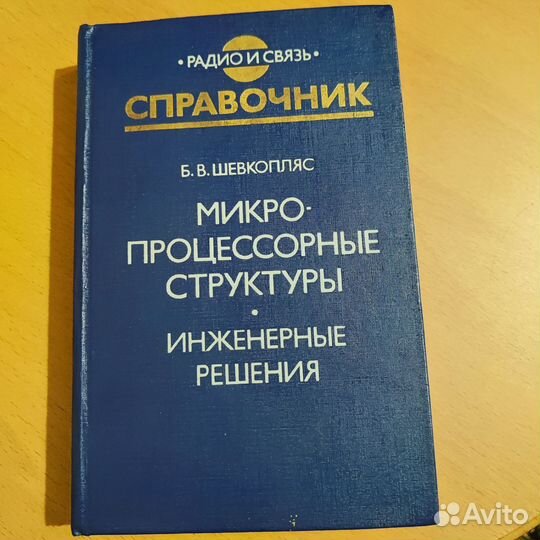 • РАДИО И СВЯЗЬ •
СПРАВОЧНИК
Б. В. ШЕВКОПЛЯС
МИКРО-
ПРОЦЕССОРНЫЕ
СТРУКТУРЫ
•
ИНЖЕНЕРНЫЕ
РЕШЕНИЯ
Avito